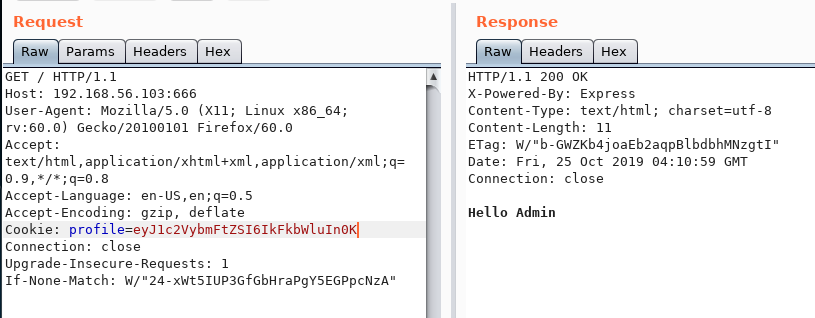 Request
Raw Params Headers Hex
GET / HTTP/1.1
Host: 192.168.56.103:666
User-Agent: Mozilla/5.0 (X11; Linux x86_64;
rv:60.0) Gecko/20100101 Firefox/60.0
Accept:
text/html,application/xhtml+xml,application/xml;q=
0.9,*/*;q=0.8
Accept-Language: en-US,en;q=0.5
Accept-Encoding: gzip, deflate
Cookie: profile=eyJ1c2VybmFtZSI6IkFkbWluIn0K
Connection: close
Upgrade-Insecure-Requests: 1
If-None-Match: W/"24-xWt5IUP3GfGbHraPgY5EGPpcNzA"
Response
Raw Headers Hex
HTTP/1.1 200 OK
X-Powered-By: Express
Content-Type: text/html; charset=utf-8
Content-Length: 11
ETag: W/"b-GWZKb4joaEb2aqpBlbdbhMNzgtI"
Date: Fri, 25 Oct 2019 04:10:59 GMT
Connection: close
Hello Admin